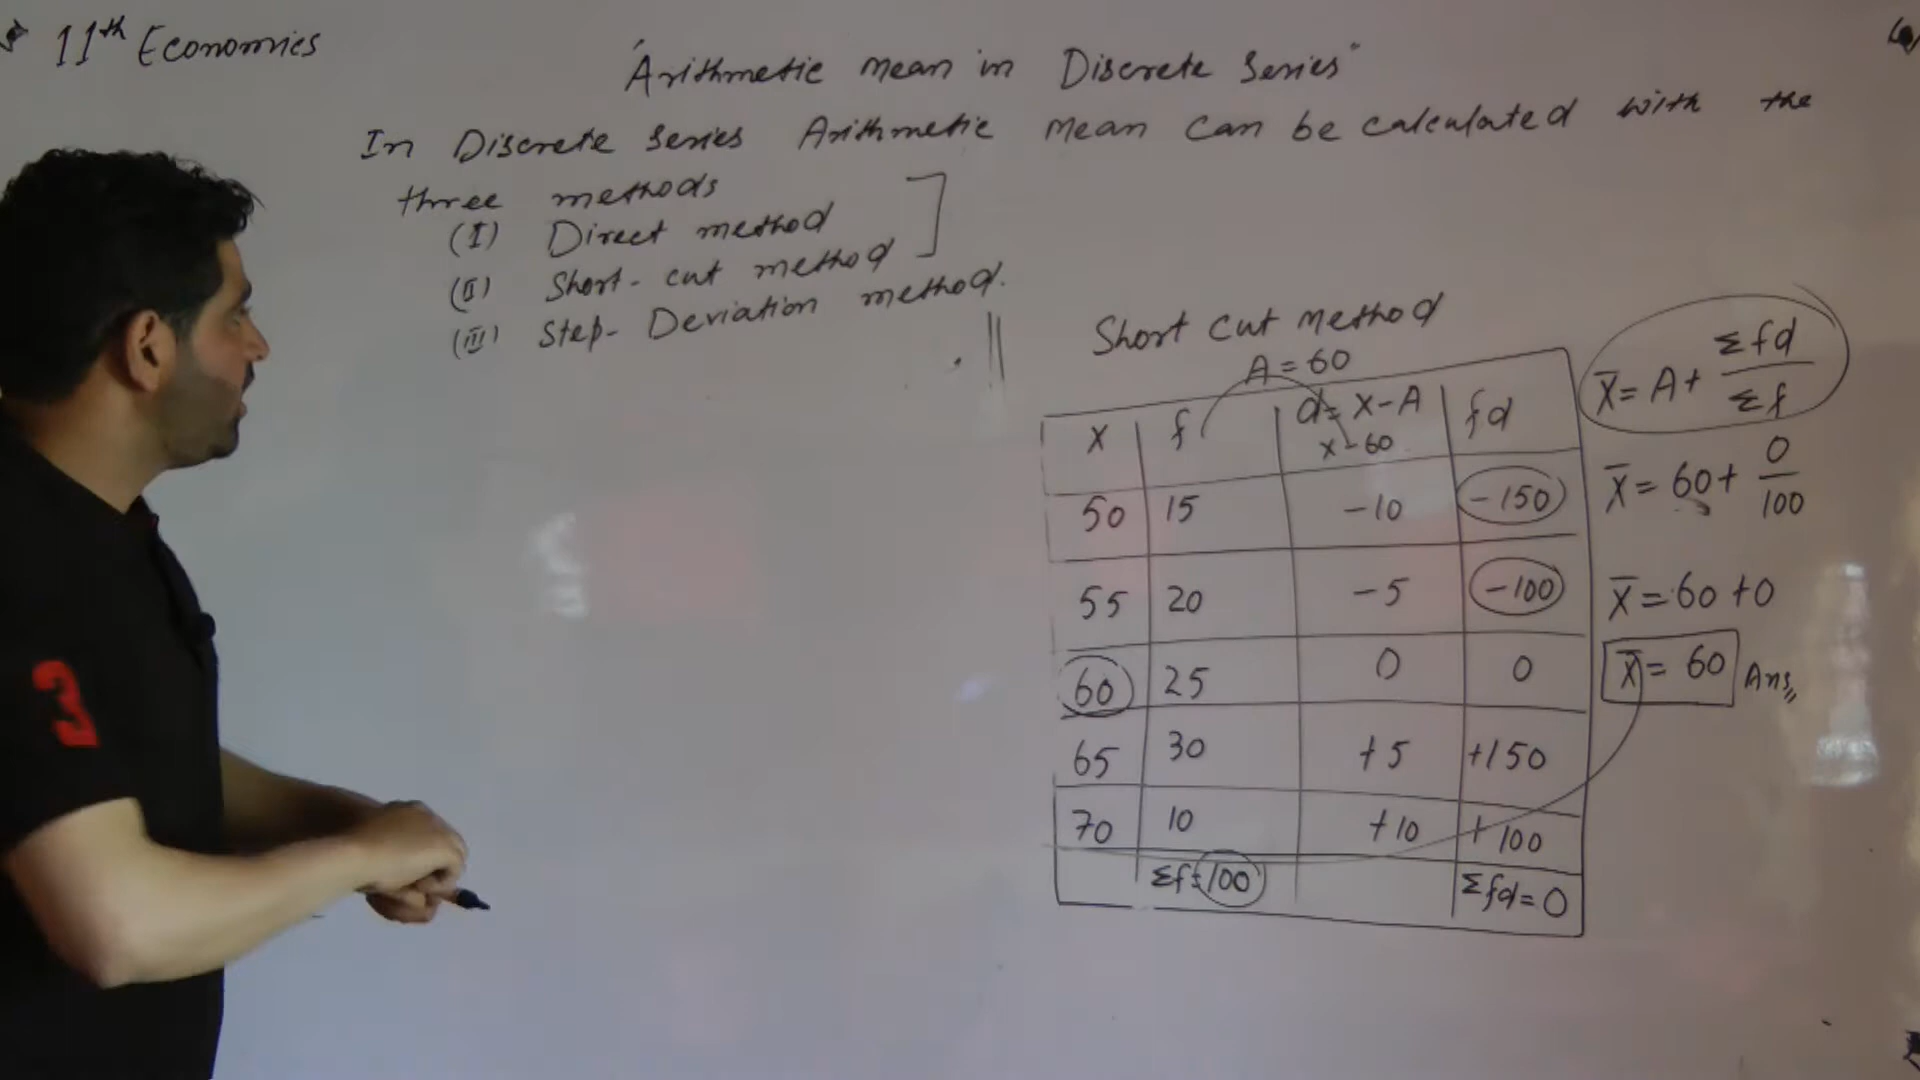 11th Economics
"Arithmetic mean in Discrete Series"
In Discrete Series Arithmetic Mean Can be calculated with the
three methods
(I) Direct method
(II) Short-cut method
(III) Step-Deviation method.
Short Cut Method
A = 60
X f d = X-A fd
X-60
50 15 -10 -150
55 20 -5 -100
60 25 0 0
65 30 +5 +150
70 10 +10 +100
Σf=100 Σfd=0
X̅ = A + Σfd / Σf
X̅ = 60 + 0 / 100
X̅ = 60 + 0
X̅ = 60 Ans
3